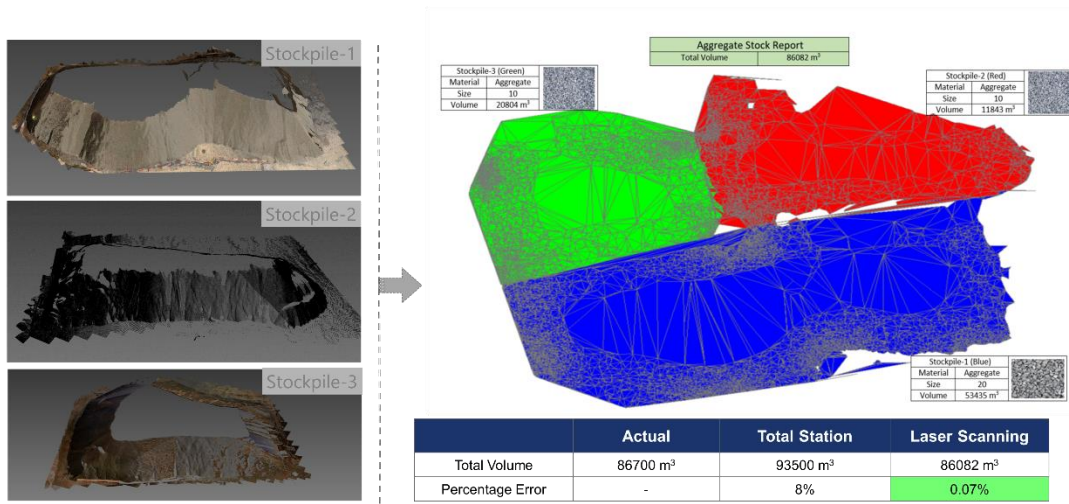 Stockpile-1
Stockpile-2
Stockpile-3
Aggregate Stock Report
Total Volume 86082 m³
Stockpile-3 (Green)
Material Aggregate
Size 10
Volume 20804 m³
Stockpile-2 (Red)
Material Aggregate
Size 10
Volume 11843 m³
Stockpile-1 (Blue)
Material Aggregate
Size 20
Volume 53435 m³
Actual Total Station Laser Scanning
Total Volume 86700 m³ 93500 m³ 86082 m³
Percentage Error - 8% 0.07%